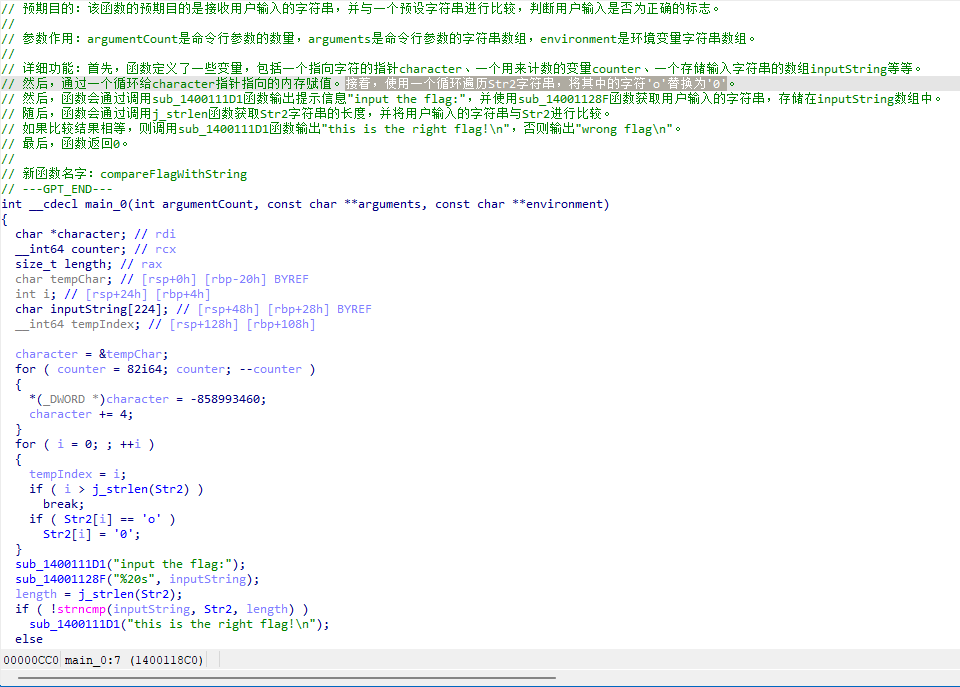 // 预期目的：该函数的预期目的是接收用户输入的字符串，并与一个预设字符串进行比较，判断用户输入是否为正确的标志。
//
// 参数作用：argumentCount是命令行参数的数量，arguments是命令行参数的字符串数组，environment是环境变量字符串数组。
//
// 详细功能：首先，函数定义了一些变量，包括一个指向字符的指针character、一个用来计数的变量counter、一个存储输入字符串的数组inputString等等。
// 然后，通过一个循环给character指针指向的内存赋值。接着，使用一个循环遍历Str2字符串，将其中的字符'o'替换为'0'。
// 然后，函数会通过调用sub_1400111D1函数输出提示信息"input the flag:"，并使用sub_14001128F函数获取用户输入的字符串，存储在inputString数组中。
// 随后，函数会通过调用j_strlen函数获取Str2字符串的长度，并将用户输入的字符串与Str2进行比较。
// 如果比较结果相等，则调用sub_1400111D1函数输出"this is the right flag!\n"，否则输出"wrong flag\n"。
// 最后，函数返回0。
//
// 新函数名字：compareFlagWithString
// ---GPT_END---
int __cdecl main_0(int argumentCount, const char **arguments, const char **environment)
{
  char *character; // rdi
  __int64 counter; // rcx
  size_t length; // rax
  char tempChar; // [rsp+0h] [rbp-20h] BYREF
  int i; // [rsp+24h] [rbp+4h]
  char inputString[224]; // [rsp+48h] [rbp+28h] BYREF
  __int64 tempIndex; // [rsp+128h] [rbp+108h]

  character = &tempChar;
  for ( counter = 82i64; counter; --counter )
  {
    *(_DWORD *)character = -858993460;
    character += 4;
  }
  for ( i = 0; ; ++i )
  {
    tempIndex = i;
    if ( i > j_strlen(Str2) )
      break;
    if ( Str2[i] == 'o' )
      Str2[i] = '0';
  }
  sub_1400111D1("input the flag:");
  sub_14001128F("%20s", inputString);
  length = j_strlen(Str2);
  if ( !strncmp(inputString, Str2, length) )
    sub_1400111D1("this is the right flag!\n");
  else
00000CC0 main_0:7 (1400118C0)